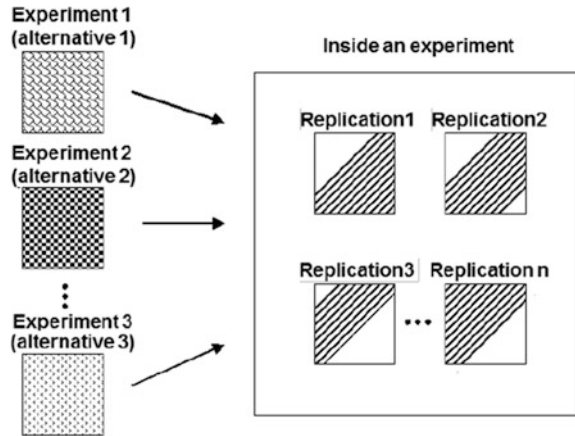 Experiment 1
(alternative 1)
Inside an experiment
Replication1
Replication2
Experiment 2
(alternative 2)
Replication3
Replication n
Experiment 3
(alternative 3)